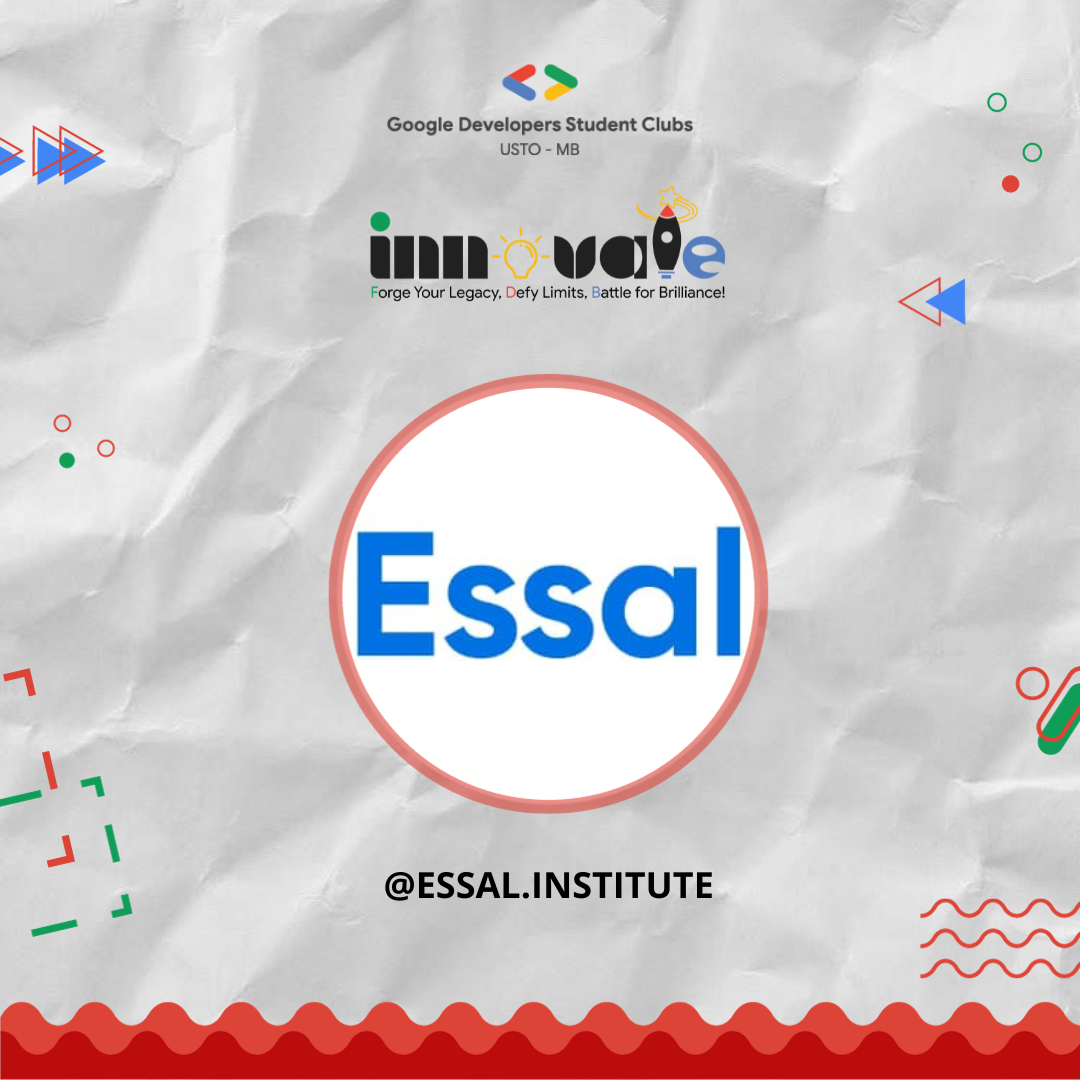 Google Developers Student Clubs
USTO - MB
innovate
Forge Your Legacy, Defy Limits, Battle for Brilliance!
Essal
@ESSAL.INSTITUTE